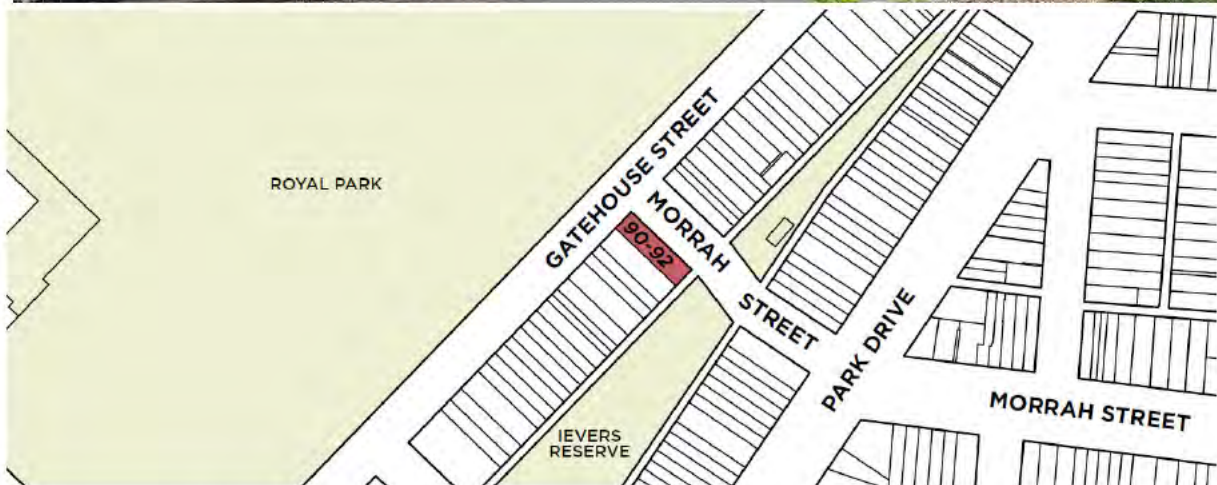 ROYAL PARK
GATEHOUSE STREET
MORRAH
STREET
90-92
PARK DRIVE
MORRAH STREET
IEVERS
RESERVE